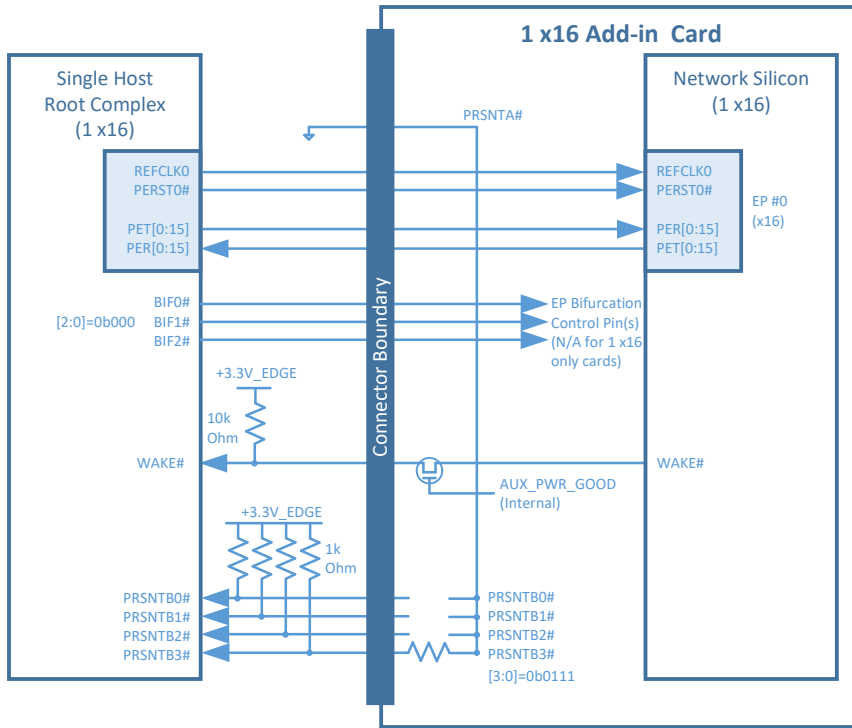 1 x16 Add-in Card
Single Host
Root Complex
(1 x16)
Network Silicon
(1 x16)
PRSNTA#
REFCLK0
PERST0#
PET[0:15]
PER[0:15]
REFCLK0
PERST0#
PER[0:15]
PET[0:15]
EP #0
(x16)
BIF0#
[2:0]=0b000
BIF1#
BIF2#
EP Bifurcation
Control Pin(s)
(N/A for 1 x16
only cards)
Connector Boundary
+3.3V_EDGE
10k
Ohm
WAKE#
WAKE#
AUX_PWR_GOOD
(Internal)
+3.3V_EDGE
1k
Ohm
PRSNTB0#
PRSNTB1#
PRSNTB2#
PRSNTB3#
PRSNTB0#
PRSNTB1#
PRSNTB2#
PRSNTB3#
[3:0]=0b0111